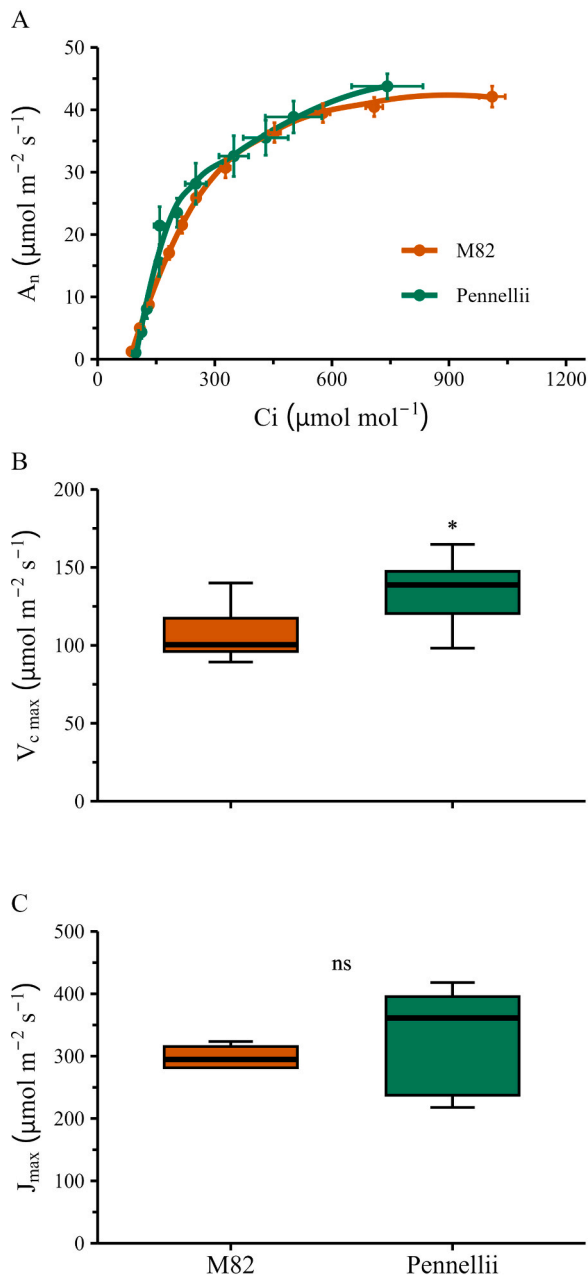 A
50
40
30
20
10
0
Aₙ (μmol m⁻² s⁻¹)
M82
Pennellii
0 300 600 900 1200
Ci (μmol mol⁻¹)
B
200
150
100
50
0
V c max (μmol m⁻² s⁻¹)
*
C
500
400
300
200
100
0
Jmax (μmol m⁻² s⁻¹)
ns
M82 Pennellii